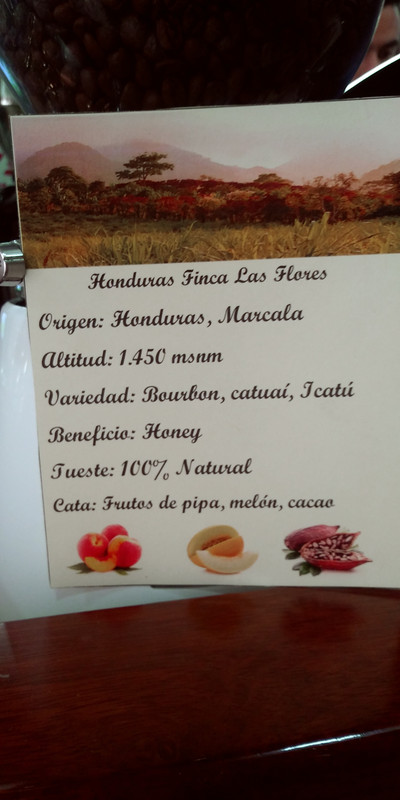 Honduras Finca Las Flores
Origen: Honduras, Marcala
Altitud: 1.450 msnm
Variedad: Bourbon, catuaí, Icatú
Beneficio: Honey
Tueste: 100% Natural
Cata: Frutos de pipa, melón, cacao